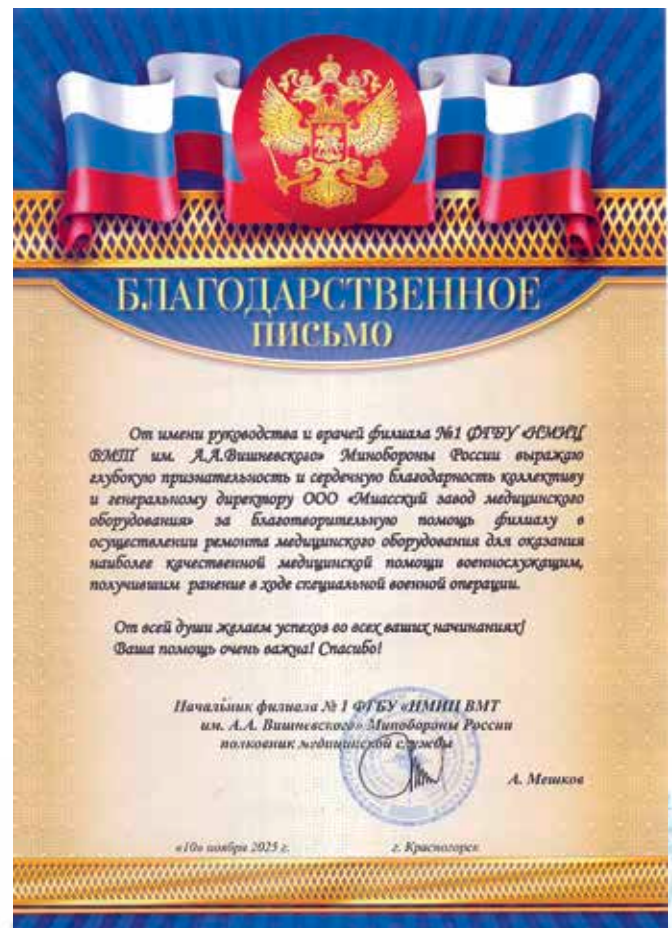 БЛАГОДАРСТВЕННОЕ
ПИСЬМО
От имени руководства и врачей филиала №1 ФГБУ «НМИЦ
ВМТ им. А.А.Вишневского» Минобороны России выражаю
глубокую признательность и сердечную благодарность коллективу
и генеральному директору ООО «Миасский завод медицинского
оборудования» за благотворительную помощь филиалу в
осуществлении ремонта медицинского оборудования для оказания
наиболее качественной медицинской помощи военнослужащим,
получившим ранение в ходе специальной военной операции.
От всей души желаем успехов во всех ваших начинаниях!
Ваша помощь очень важна! Спасибо!
Начальник филиала № 1 ФГБУ «НМИЦ ВМТ
им. А.А. Вишневского» Минобороны России
полковник медицинской службы
А. Мешков
«10» ноября 2025 г. г. Красногорск